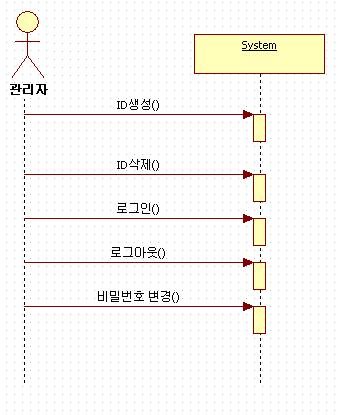 System
관리자
ID생성()
ID삭제()
로그인()
로그아웃()
비밀번호 변경()